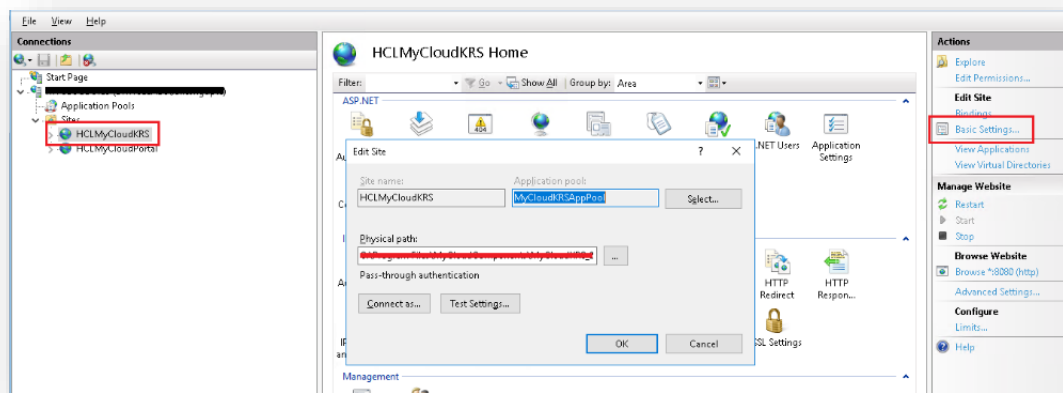 File View Help
Connections
Start Page
Application Pools
Sites
HCLMyCloudKRS
HCLMyCloudPortal
HCLMyCloudKRS Home
Filter: Go Show All Group by: Area
ASP.NET
.NET Users
Application
Settings
Edit Site ? X
Site name:
Application pool:
HCLMyCloudKRS
MyCloudKRSAppPool
Select...
Physical path:
...
Pass-through authentication
Connect as...
Test Settings...
OK
Cancel
HTTP
Redirect
HTTP
Respon...
SSL Settings
Management
Actions
Explore
Edit Permissions...
Edit Site
Bindings...
Basic Settings...
View Applications
View Virtual Directories
Manage Website
Restart
Start
Stop
Browse Website
Browse *:8080 (http)
Advanced Settings...
Configure
Limits...
Help